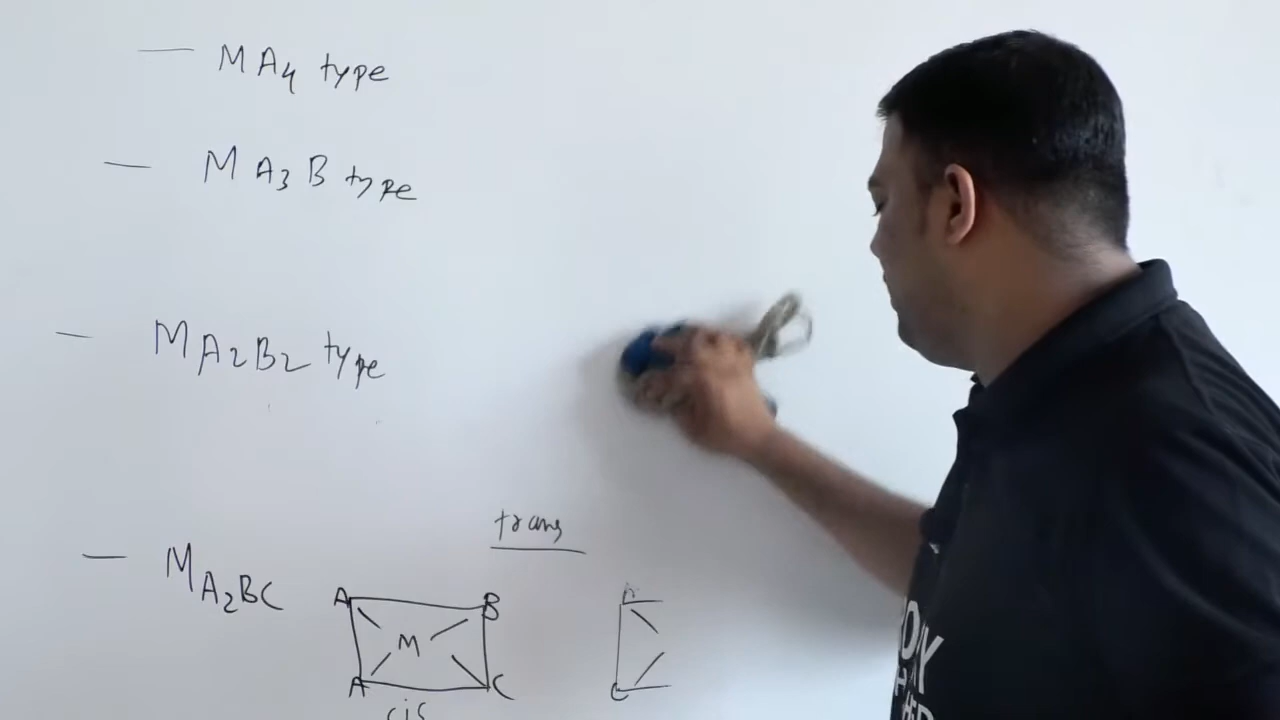 MA4 type
MA3B type
MA2B2 type
trans
MA2BC
A B
M
A C
cis
C